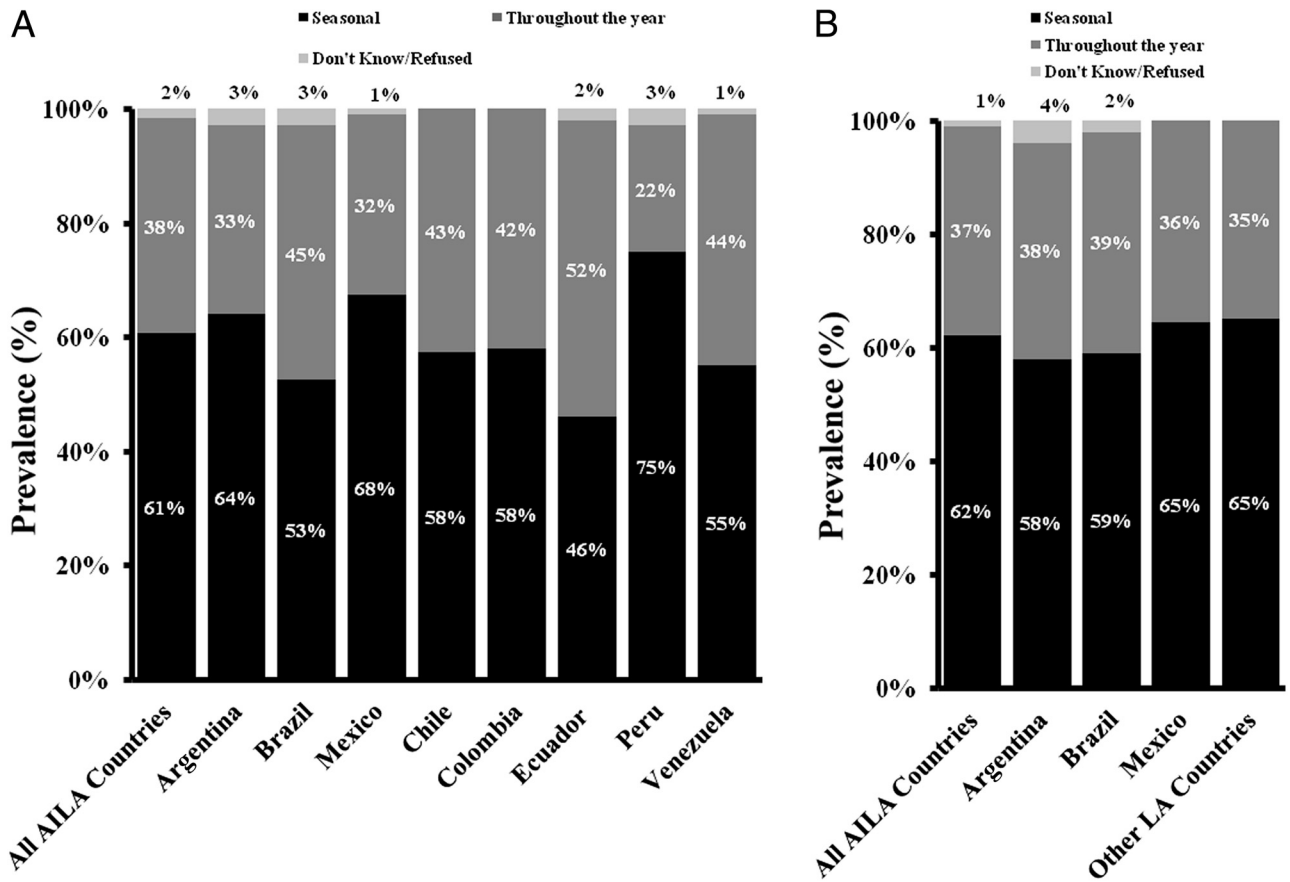 A
Seasonal
Throughout the year
Don't Know/Refused
2% 3% 3% 1% 2% 3% 1%
100%
80%
60%
40%
20%
0%
Prevalence (%)
38% 33% 45% 32% 43% 42% 52% 22% 44%
61% 64% 53% 68% 58% 58% 46% 75% 55%
All AILA Countries
Argentina
Brazil
Mexico
Chile
Colombia
Ecuador
Peru
Venezuela
B
Seasonal
Throughout the year
Don't Know/Refused
1% 4% 2%
100%
80%
60%
40%
20%
0%
Prevalence (%)
37% 38% 39% 36% 35%
62% 58% 59% 65% 65%
All AILA Countries
Argentina
Brazil
Mexico
Other LA Countries